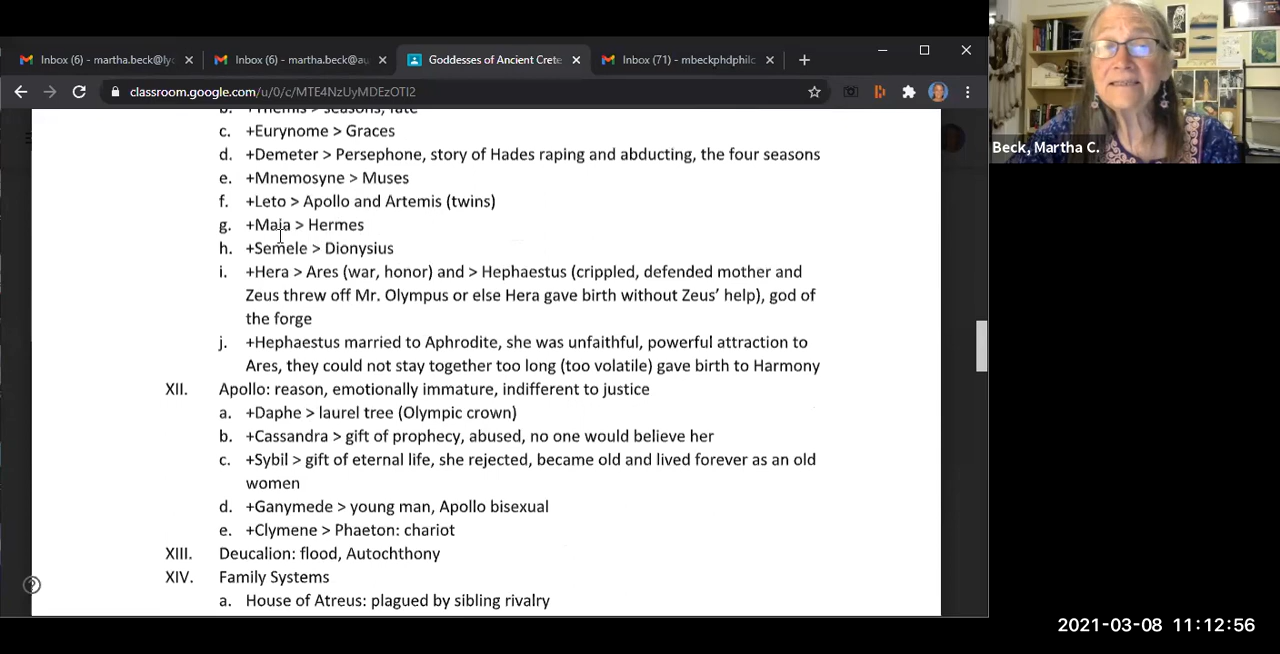 Inbox (6) - martha.beck@ly
Inbox (6) - martha.beck@au
Goddesses of Ancient Crete
Inbox (71) - mbeckphdphilc
classroom.google.com/u/0/c/MTE4NzUyMDEzOTI2
Beck, Martha C.
b. +Themis > seasons, fate
c. +Eurynome > Graces
d. +Demeter > Persephone, story of Hades raping and abducting, the four seasons
e. +Mnemosyne > Muses
f. +Leto > Apollo and Artemis (twins)
g. +Maia > Hermes
h. +Semele > Dionysius
i. +Hera > Ares (war, honor) and > Hephaestus (crippled, defended mother and
Zeus threw off Mr. Olympus or else Hera gave birth without Zeus' help), god of
the forge
j. +Hephaestus married to Aphrodite, she was unfaithful, powerful attraction to
Ares, they could not stay together too long (too volatile) gave birth to Harmony
XII. Apollo: reason, emotionally immature, indifferent to justice
a. +Daphe > laurel tree (Olympic crown)
b. +Cassandra > gift of prophecy, abused, no one would believe her
c. +Sybil > gift of eternal life, she rejected, became old and lived forever as an old
women
d. +Ganymede > young man, Apollo bisexual
e. +Clymene > Phaeton: chariot
XIII. Deucalion: flood, Autochthony
XIV. Family Systems
a. House of Atreus: plagued by sibling rivalry
2021-03-08 11:12:56